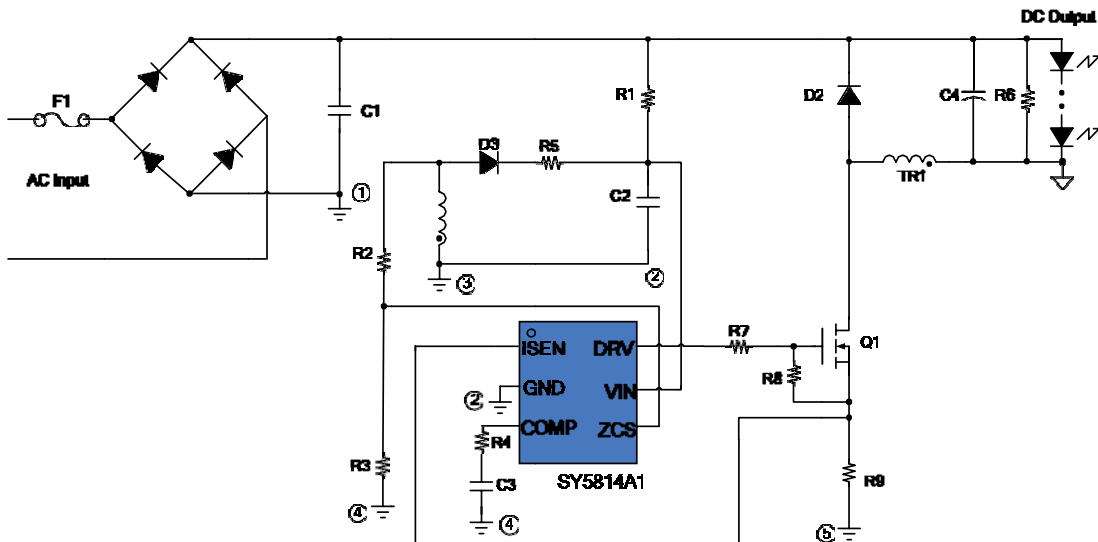 DC Output
F1
C1
R1
D2
C4
R6
D3
R5
AC Input
①
C2
TR1
R2
③
②
ISEN
DRV
R7
Q1
R8
②
GND
VIN
COMP
ZCS
R4
R3
C3
SY5814A1
R9
④
④
⑤